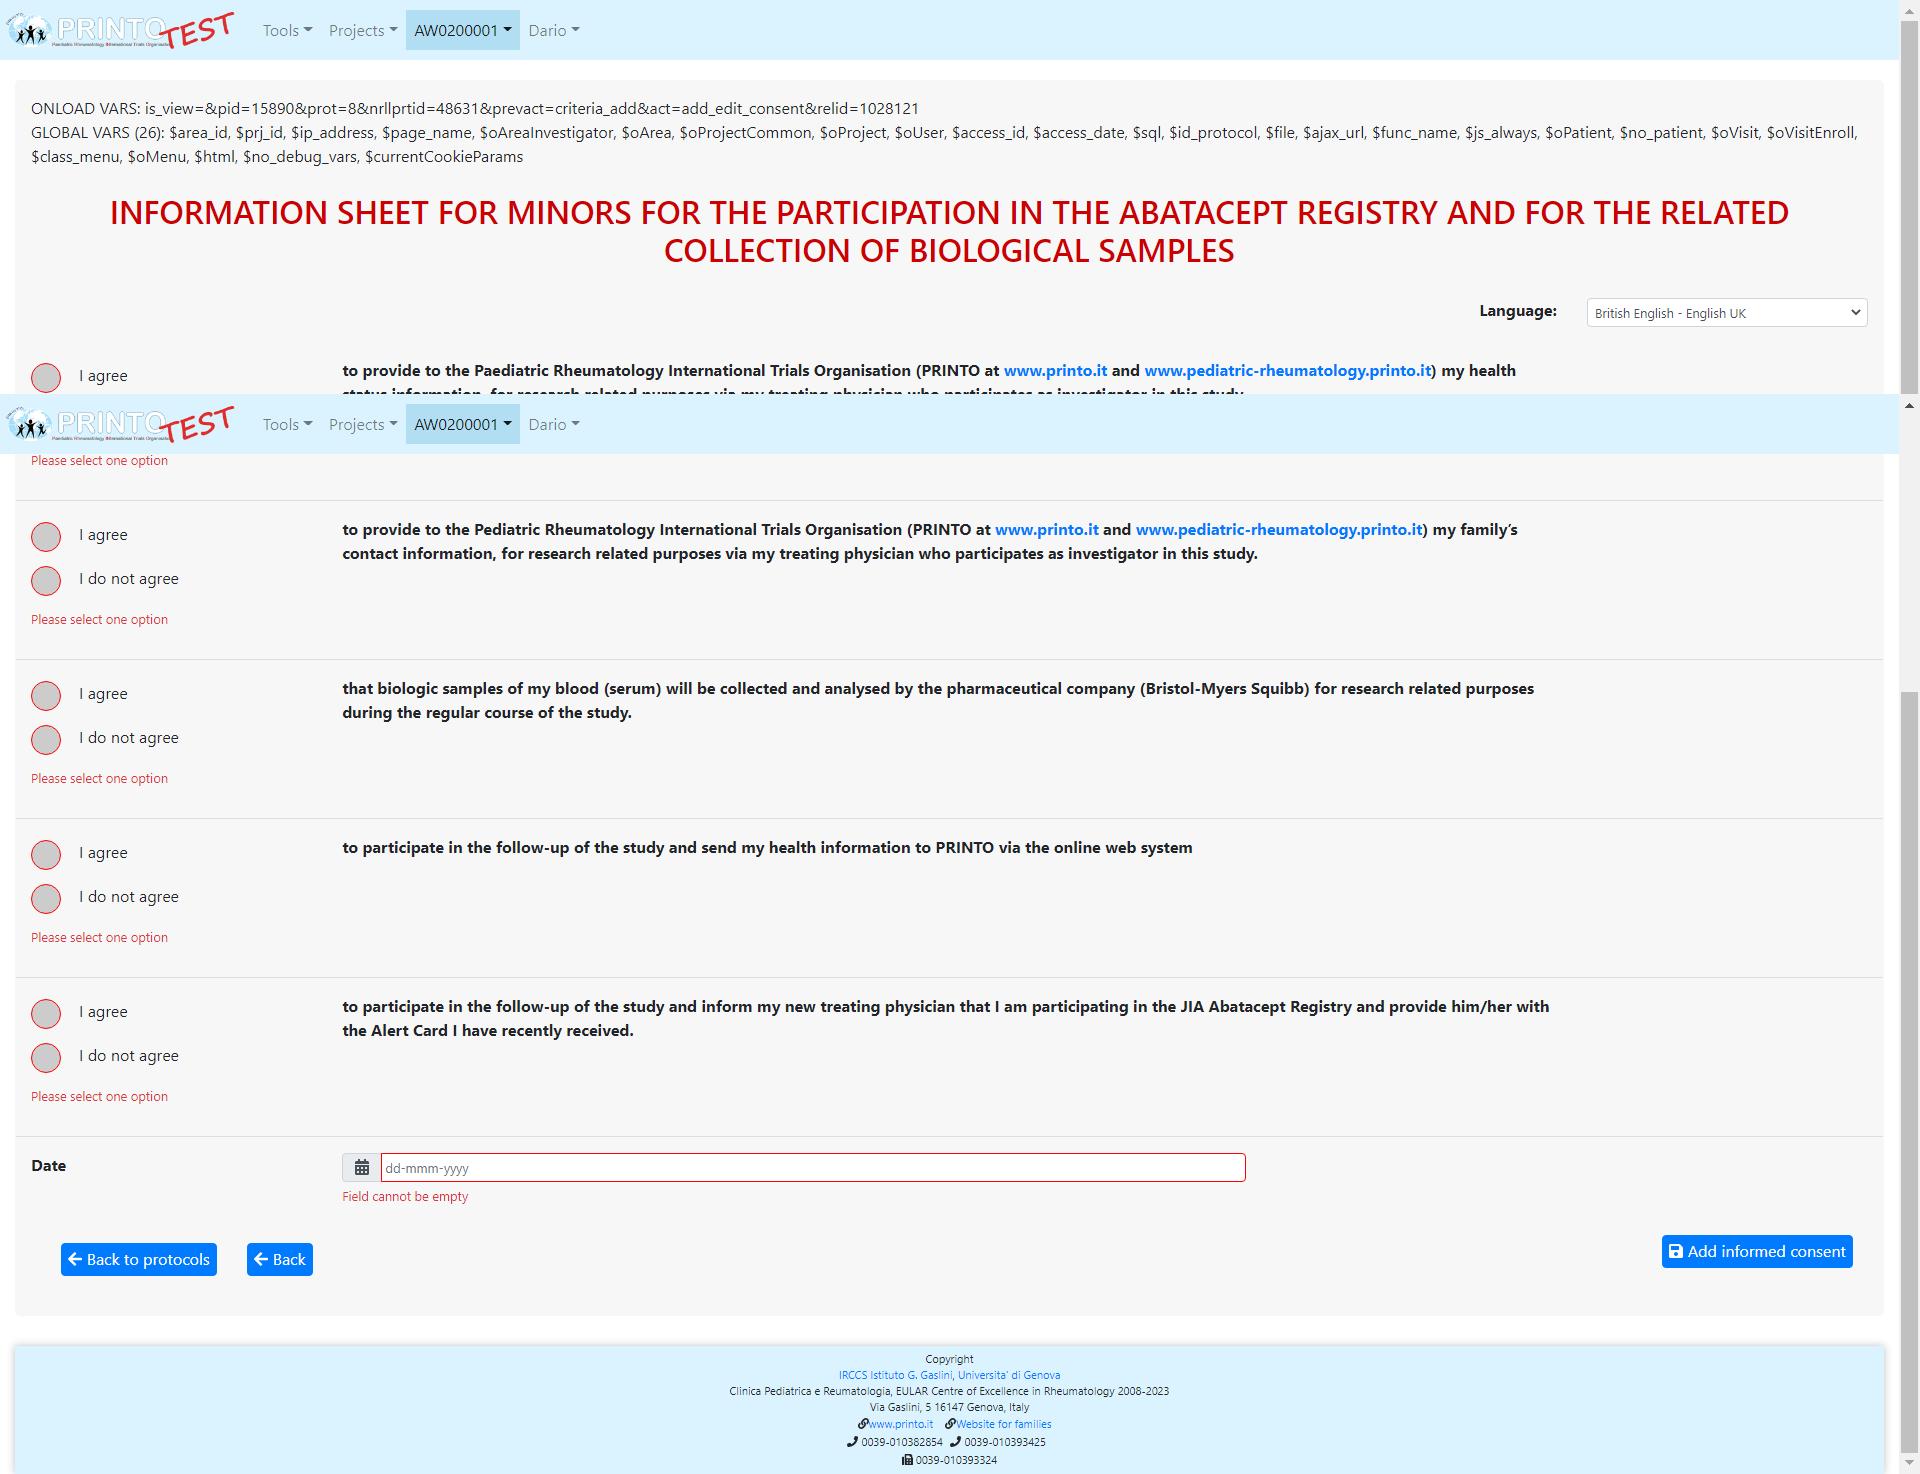 PRINTO TEST
Paediatric Rheumatology International Trials Organisation
Tools Projects AW0200001 Dario
ONLOAD VARS: is_view=&pid=15890&prot=8&nrllprtid=48631&prevact=criteria_add&act=add_edit_consent&relid=1028121
GLOBAL VARS (26): $area_id, $prj_id, $ip_address, $page_name, $oAreaInvestigator, $oArea, $oProjectCommon, $oProject, $oUser, $access_id, $access_date, $sql, $id_protocol, $file, $ajax_url, $func_name, $js_always, $oPatient, $no_patient, $oVisit, $oVisitEnroll,
$class_menu, $oMenu, $html, $no_debug_vars, $currentCookieParams
INFORMATION SHEET FOR MINORS FOR THE PARTICIPATION IN THE ABATACEPT REGISTRY AND FOR THE RELATED
COLLECTION OF BIOLOGICAL SAMPLES
Language: British English - English UK
I agree
to provide to the Paediatric Rheumatology International Trials Organisation (PRINTO at www.printo.it and www.pediatric-rheumatology.printo.it) my health
status information, for research related purposes via my treating physician who participates as investigator in this study.
PRINTO TEST
Paediatric Rheumatology International Trials Organisation
Tools Projects AW0200001 Dario
Please select one option
I agree
to provide to the Pediatric Rheumatology International Trials Organisation (PRINTO at www.printo.it and www.pediatric-rheumatology.printo.it) my family's
contact information, for research related purposes via my treating physician who participates as investigator in this study.
I do not agree
Please select one option
I agree
that biologic samples of my blood (serum) will be collected and analysed by the pharmaceutical company (Bristol-Myers Squibb) for research related purposes
during the regular course of the study.
I do not agree
Please select one option
I agree
to participate in the follow-up of the study and send my health information to PRINTO via the online web system
I do not agree
Please select one option
I agree
to participate in the follow-up of the study and inform my new treating physician that I am participating in the JIA Abatacept Registry and provide him/her with
the Alert Card I have recently received.
I do not agree
Please select one option
Date
dd-mmm-yyyy
Field cannot be empty
Back to protocols
Back
Add informed consent
Copyright
IRCCS Istituto G. Gaslini, Universita' di Genova
Clinica Pediatrica e Reumatologia, EULAR Centre of Excellence in Rheumatology 2008-2023
Via Gaslini, 5 16147 Genova, Italy
www.printo.it Website for families
0039-010382854 0039-010393425
0039-010393324